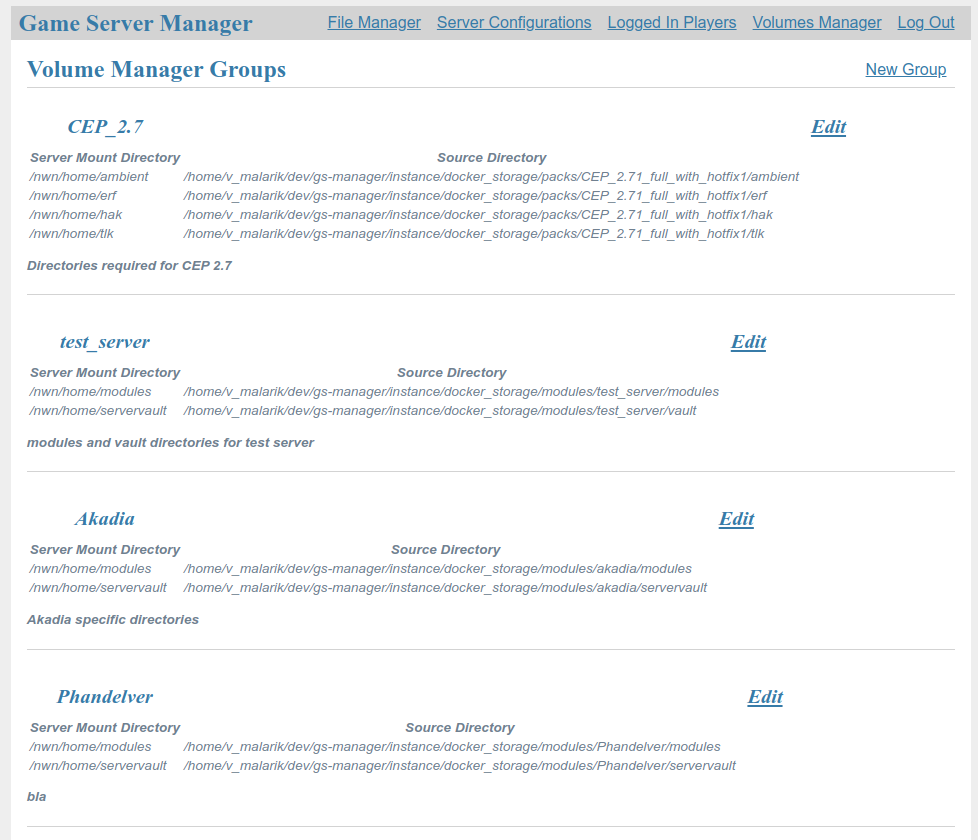 Game Server Manager File Manager Server Configurations Logged In Players Volumes Manager Log Out
Volume Manager Groups New Group
CEP_2.7 Edit
Server Mount Directory Source Directory
/nwn/home/ambient /home/v_malarik/dev/gs-manager/instance/docker_storage/packs/CEP_2.71_full_with_hotfix1/ambient
/nwn/home/erf /home/v_malarik/dev/gs-manager/instance/docker_storage/packs/CEP_2.71_full_with_hotfix1/erf
/nwn/home/hak /home/v_malarik/dev/gs-manager/instance/docker_storage/packs/CEP_2.71_full_with_hotfix1/hak
/nwn/home/tlk /home/v_malarik/dev/gs-manager/instance/docker_storage/packs/CEP_2.71_full_with_hotfix1/tlk
Directories required for CEP 2.7
test_server Edit
Server Mount Directory Source Directory
/nwn/home/modules /home/v_malarik/dev/gs-manager/instance/docker_storage/modules/test_server/modules
/nwn/home/servervault /home/v_malarik/dev/gs-manager/instance/docker_storage/modules/test_server/vault
modules and vault directories for test server
Akadia Edit
Server Mount Directory Source Directory
/nwn/home/modules /home/v_malarik/dev/gs-manager/instance/docker_storage/modules/akadia/modules
/nwn/home/servervault /home/v_malarik/dev/gs-manager/instance/docker_storage/modules/akadia/servervault
Akadia specific directories
Phandelver Edit
Server Mount Directory Source Directory
/nwn/home/modules /home/v_malarik/dev/gs-manager/instance/docker_storage/modules/Phandelver/modules
/nwn/home/servervault /home/v_malarik/dev/gs-manager/instance/docker_storage/modules/Phandelver/servervault
bla